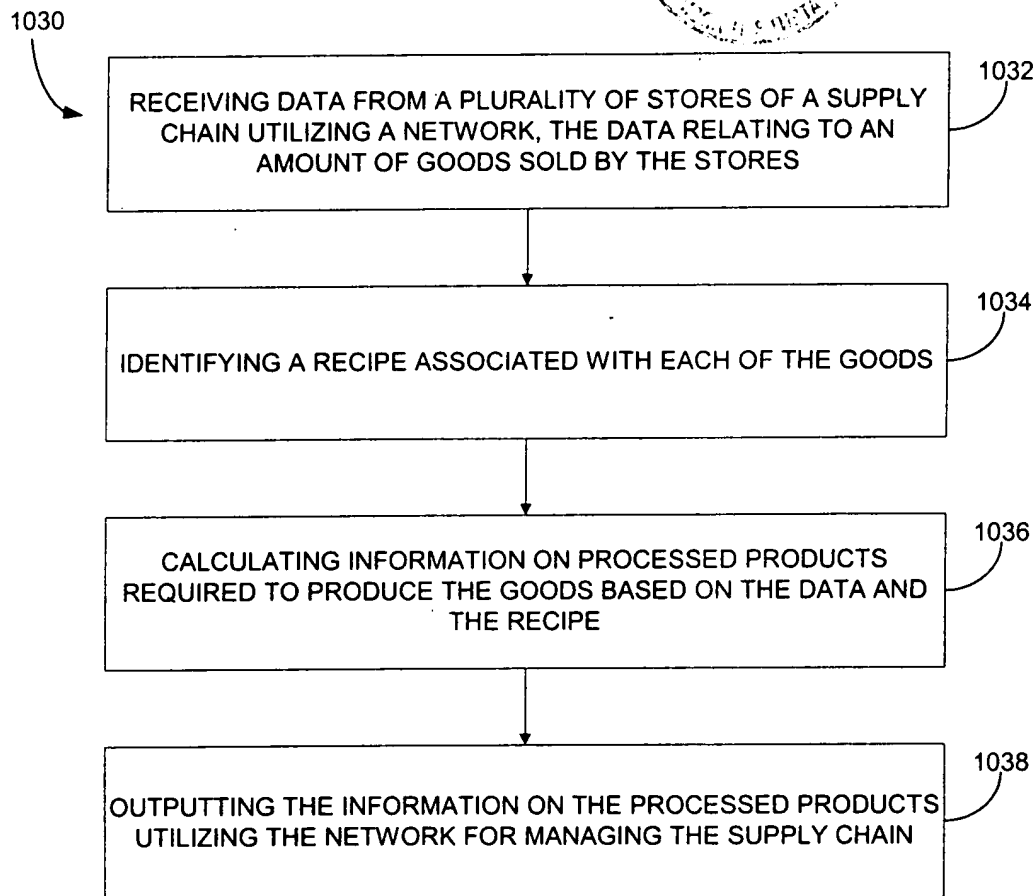 1030
1032
RECEIVING DATA FROM A PLURALITY OF STORES OF A SUPPLY
CHAIN UTILIZING A NETWORK, THE DATA RELATING TO AN
AMOUNT OF GOODS SOLD BY THE STORES
1034
IDENTIFYING A RECIPE ASSOCIATED WITH EACH OF THE GOODS
1036
CALCULATING INFORMATION ON PROCESSED PRODUCTS
REQUIRED TO PRODUCE THE GOODS BASED ON THE DATA AND
THE RECIPE
1038
OUTPUTTING THE INFORMATION ON THE PROCESSED PRODUCTS
UTILIZING THE NETWORK FOR MANAGING THE SUPPLY CHAIN